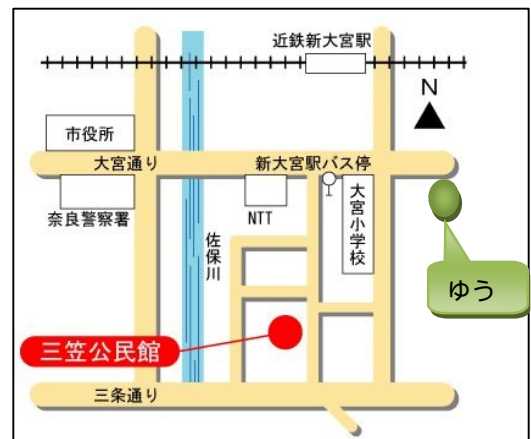 近鉄新大宮駅
N
市役所
大宮通り
新大宮駅バス停
奈良警察署
NTT
大宮小学校
佐保川
ゆう
三笠公民館
三条通り